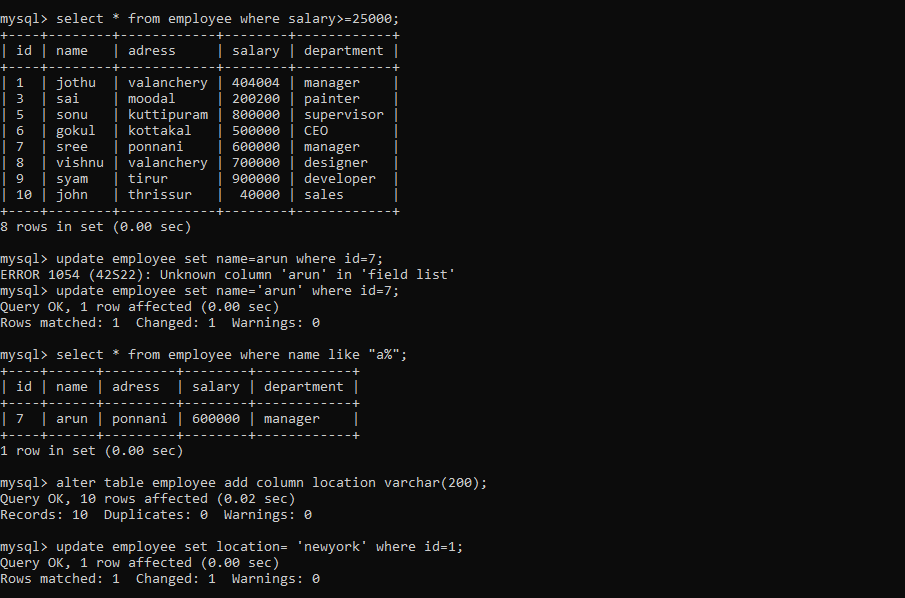 mysql> select * from employee where salary>=25000;
+----+--------+------------+--------+------------+
| id | name   | adress     | salary | department |
+----+--------+------------+--------+------------+
| 1  | jothu  | valanchery | 404004 | manager    |
| 3  | sai    | moodal     | 200200 | painter    |
| 5  | sonu   | kuttipuram | 800000 | supervisor |
| 6  | gokul  | kottakal   | 500000 | CEO        |
| 7  | sree   | ponnani    | 600000 | manager    |
| 8  | vishnu | valanchery | 700000 | designer   |
| 9  | syam   | tirur      | 900000 | developer  |
| 10 | john   | thrissur   |  40000 | sales      |
+----+--------+------------+--------+------------+
8 rows in set (0.00 sec)

mysql> update employee set name=arun where id=7;
ERROR 1054 (42S22): Unknown column 'arun' in 'field list'
mysql> update employee set name='arun' where id=7;
Query OK, 1 row affected (0.00 sec)
Rows matched: 1  Changed: 1  Warnings: 0

mysql> select * from employee where name like "a%";
+----+------+---------+--------+------------+
| id | name | adress  | salary | department |
+----+------+---------+--------+------------+
| 7  | arun | ponnani | 600000 | manager    |
+----+------+---------+--------+------------+
1 row in set (0.00 sec)

mysql> alter table employee add column location varchar(200);
Query OK, 10 rows affected (0.02 sec)
Records: 10  Duplicates: 0  Warnings: 0

mysql> update employee set location= 'newyork' where id=1;
Query OK, 1 row affected (0.00 sec)
Rows matched: 1  Changed: 1  Warnings: 0